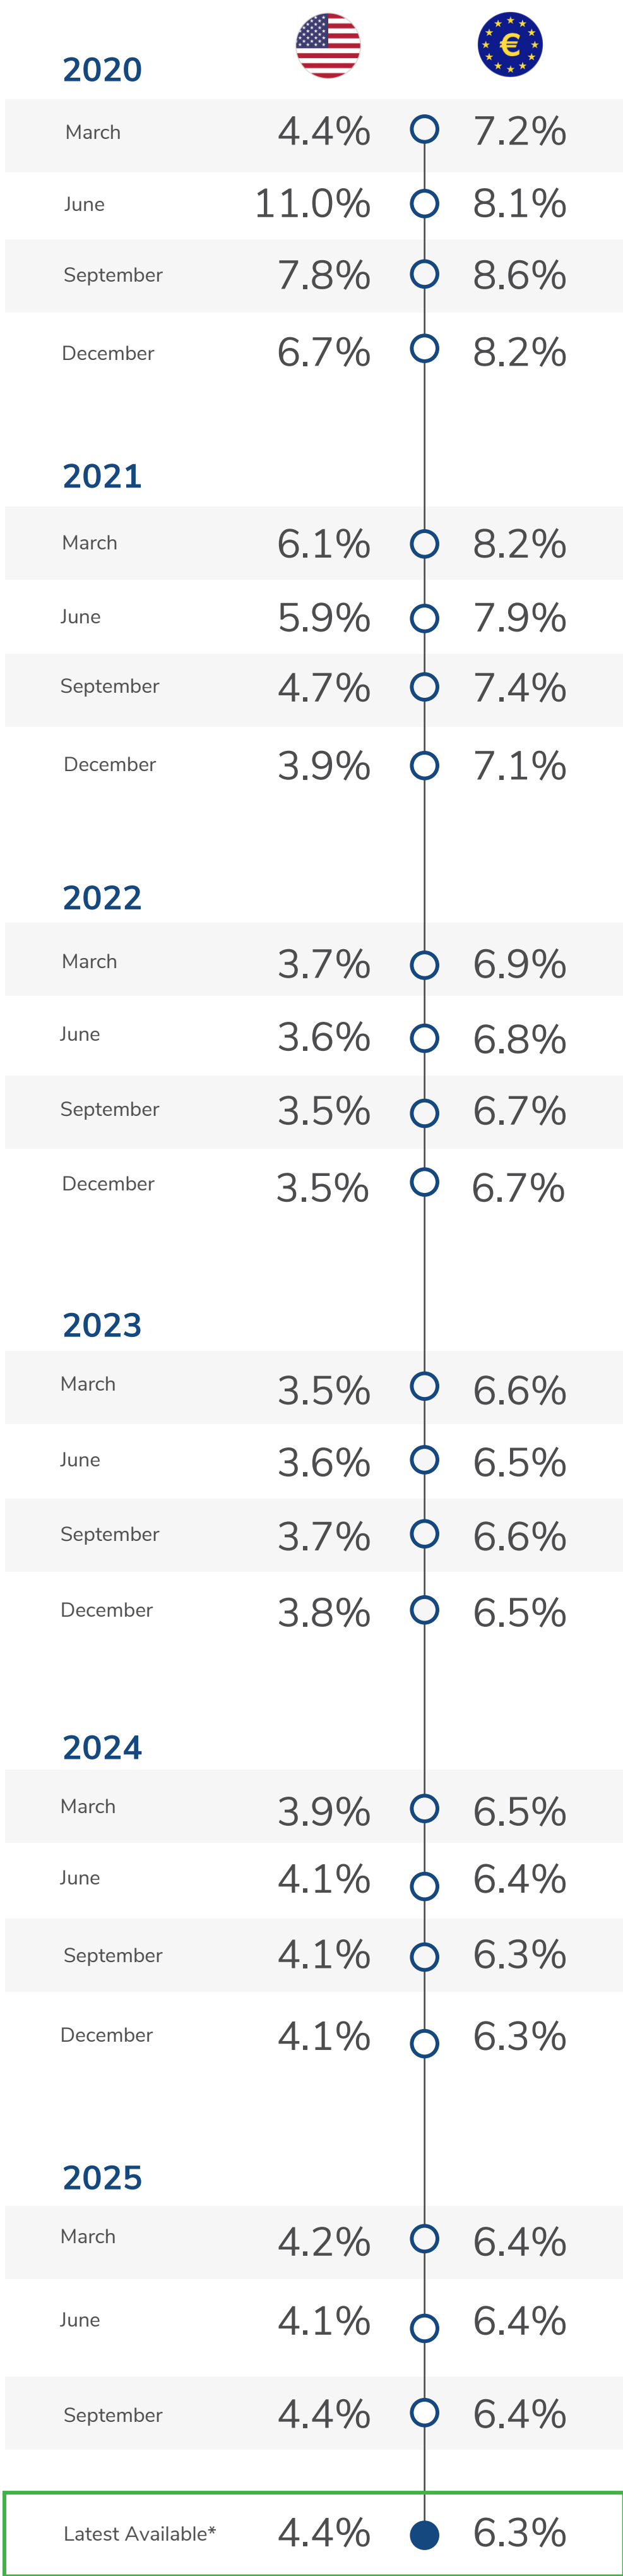 2020
€
March 4.4% 7.2%
June 11.0% 8.1%
September 7.8% 8.6%
December 6.7% 8.2%
2021
March 6.1% 8.2%
June 5.9% 7.9%
September 4.7% 7.4%
December 3.9% 7.1%
2022
March 3.7% 6.9%
June 3.6% 6.8%
September 3.5% 6.7%
December 3.5% 6.7%
2023
March 3.5% 6.6%
June 3.6% 6.5%
September 3.7% 6.6%
December 3.8% 6.5%
2024
March 3.9% 6.5%
June 4.1% 6.4%
September 4.1% 6.3%
December 4.1% 6.3%
2025
March 4.2% 6.4%
June 4.1% 6.4%
September 4.4% 6.4%
Latest Available* 4.4% 6.3%